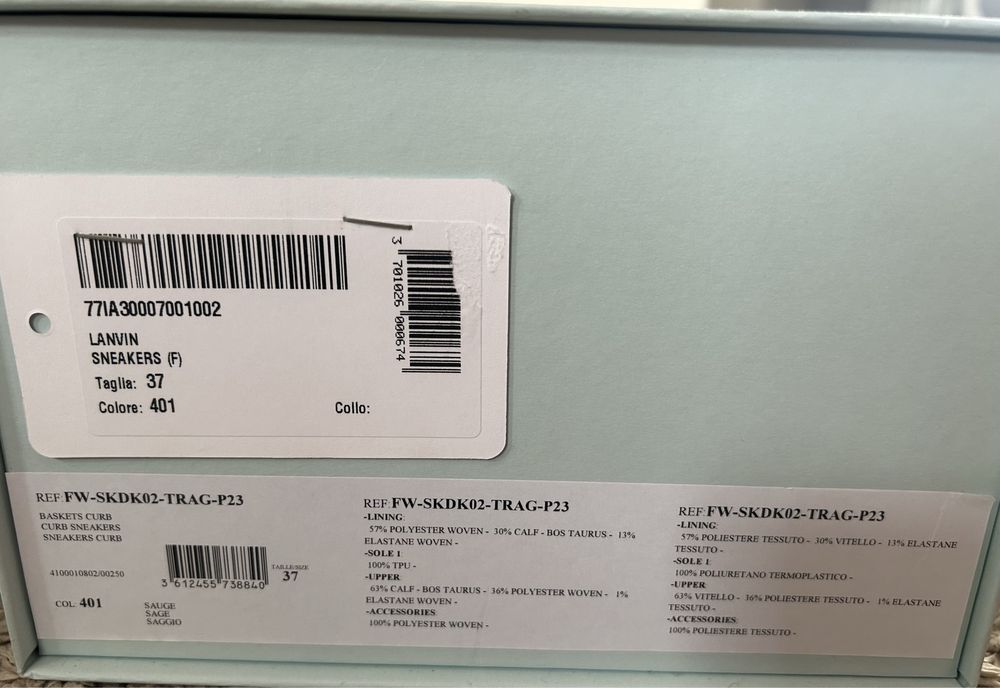 77IA30007001002
LANVIN
SNEAKERS (F)
Taglia: 37
Colore: 401
Collo:
3 701026 000674
REF:FW-SKDK02-TRAG-P23
BASKETS CURB
CURB SNEAKERS
SNEAKERS CURB
4100010802/00250
3 612455 738840
TAILLE/SIZE
37
COL. 401
SAUGE
SAGE
SAGGIO
REF:FW-SKDK02-TRAG-P23
-LINING:
57% POLYESTER WOVEN - 30% CALF - BOS TAURUS - 13%
ELASTANE WOVEN -
-SOLE 1:
100% TPU -
-UPPER:
63% CALF - BOS TAURUS - 36% POLYESTER WOVEN - 1%
ELASTANE WOVEN -
-ACCESSORIES:
100% POLYESTER WOVEN -
REF:FW-SKDK02-TRAG-P23
-LINING:
57% POLIESTERE TESSUTO - 30% VITELLO - 13% ELASTANE
TESSUTO -
-SOLE 1:
100% POLIURETANO TERMOPLASTICO -
-UPPER:
63% VITELLO - 36% POLIESTERE TESSUTO - 1% ELASTANE
TESSUTO -
-ACCESSORIES:
100% POLIESTERE TESSUTO -